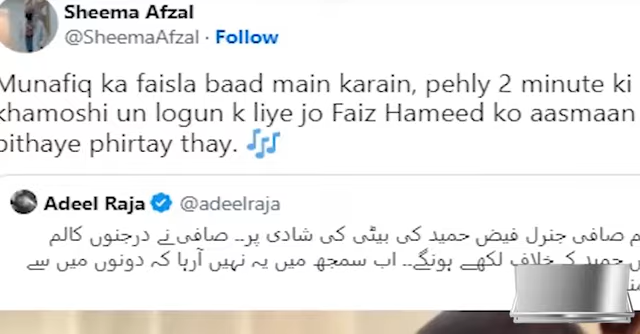 Sheema Afzal
@SheemaAfzal · Follow
Munafiq ka faisla baad main karain, pehly 2 minute ki
khamoshi un logun k liye jo Faiz Hameed ko aasmaan
bithaye phirtay thay. 🎶
Adeel Raja @adeelraja
صافی جنرل فیض حمید کی بیٹی کی شادی پر۔۔ صافی نے درجنوں کالم
حمید کے خلاف لکھے ہونگے۔۔ اب سمجھ میں یہ نہیں آرہا کہ دونوں میں سے